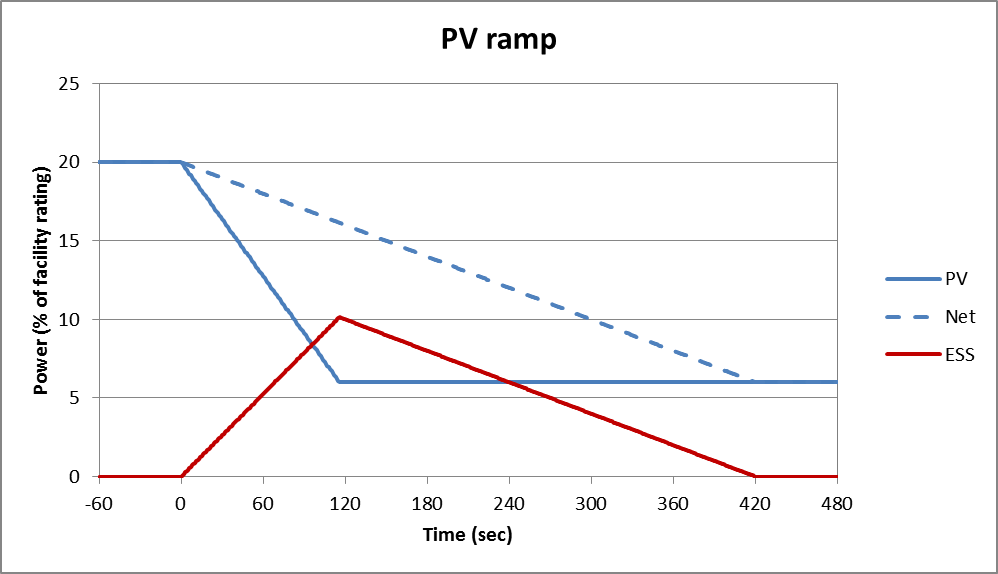 PV ramp
Power (% of facility rating)
25
20
15
10
5
0
-60 0 60 120 180 240 300 360 420 480
Time (sec)
PV
Net
ESS